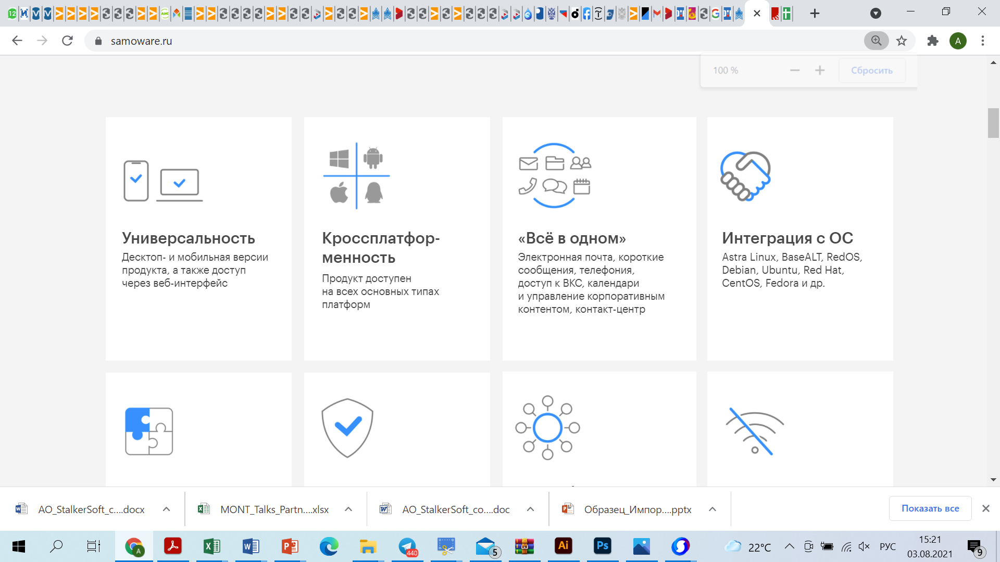 samoware.ru
A
100 %
Сбросить
Универсальность
Десктоп- и мобильная версии
продукта, а также доступ
через веб-интерфейс
Кроссплатфор-
менность
Продукт доступен
на всех основных типах
платформ
«Всё в одном»
Электронная почта, короткие
сообщения, телефония,
доступ к ВКС, календари
и управление корпоративным
контентом, контакт-центр
Интеграция с ОС
Astra Linux, BaseALT, RedOS,
Debian, Ubuntu, Red Hat,
CentOS, Fedora и др.
AO_StalkerSoft_c....docx
MONT_Talks_Partn....xlsx
AO_StalkerSoft_co....doc
Образец_Импор....pptx
Показать все
A
440
5
Ai
Ps
22°C
РУС
15:21
03.08.2021
9